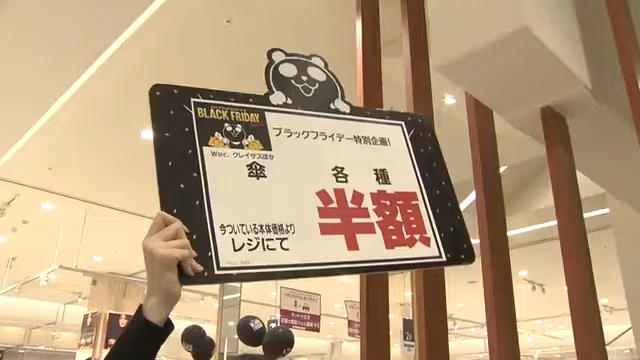 BLACK FRIDAY
ブラックフライデー特別企画!
Wpc、クレイサスほか
傘 各種
今ついている本体価格より
レジにて
半額